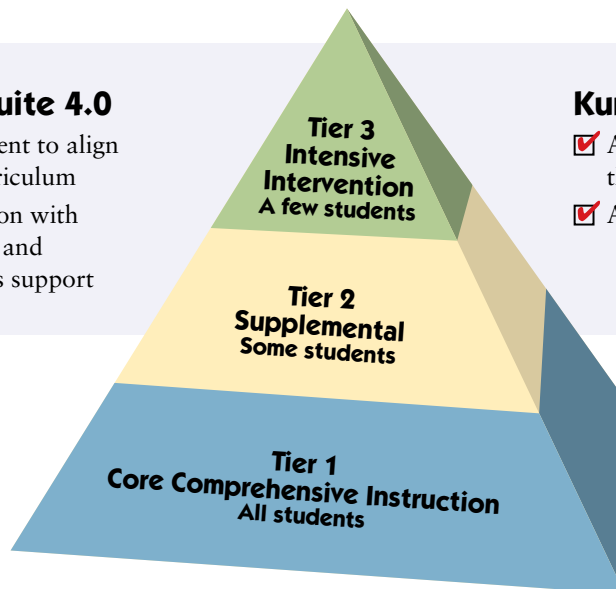 uite 4.0
ent to align
riculum
on with
and
s support
Tier 3
Intensive
Intervention
A few students
Tier 2
Supplemental
Some students
Tier 1
Core Comprehensive Instruction
All students
Ku
A
t
A